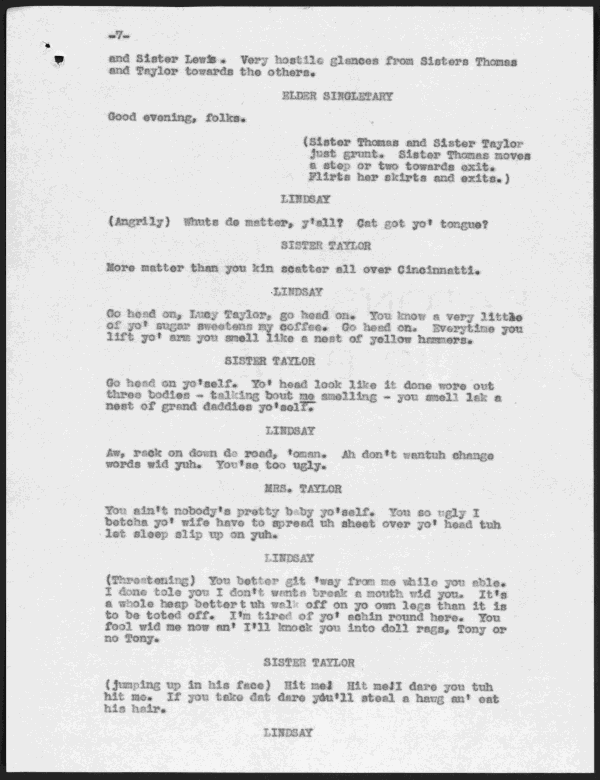 -7-
and Sister Lewis. Very hostile glances from Sisters Thomas
and Taylor towards the others.
ELDER SINGLETARY
Good evening, folks.
(Sister Thomas and Sister Taylor
just grunt. Sister Thomas moves
a step or two towards exit.
Flirts her skirts and exits.)
LINDSAY
(Angrily) Whuts de matter, y'all? Cat got yo' tongue?
SISTER TAYLOR
More matter than you kin scatter all over Cincinnatti.
LINDSAY
Go head on, Lucy Taylor, go head on. You know a very little
of yo' sugar sweetens my coffee. Go head on. Everytime you
lift yo' arm you smell like a nest of yellow hammers.
SISTER TAYLOR
Go head on yo'self. Yo' head look like it done wore out
three bodies - talking bout me smelling - you smell lak a
nest of grand daddies yo'self.
LINDSAY
Aw, rack on down de road, 'oman. Ah don't wantuh change
words wid yuh. You'se too ugly.
MRS. TAYLOR
You ain't nobody's pretty baby yo'self. You so ugly I
betcha yo' wife have to spread uh sheet over yo' head tuh
let sleep slip up on yuh.
LINDSAY
(Threatening) You better git 'way from me while you able.
I done tole you I don't wanta break a mouth wid you. It's
a whole heap better tuh walk off on yo own legs than it is
to be toted off. I'm tired of yo' achin round here. You
fool wid me now an' I'll knock you into doll rags, Tony or
no Tony.
SISTER TAYLOR
(jumping up in his face) Hit me! Hit me!I dare you tuh
hit me. If you take dat dare you'll steal a hawg an' eat
his hair.
LINDSAY